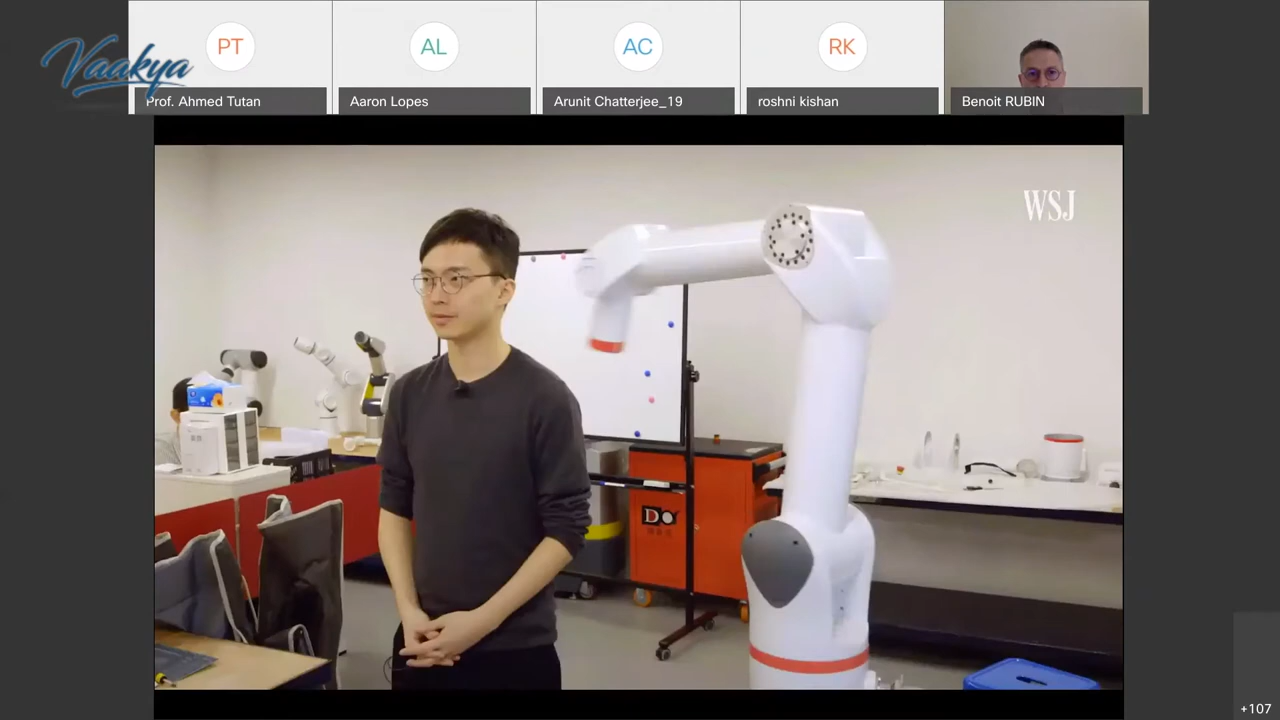 PT
AL
AC
RK
Vaakya
Prof. Ahmed Tutan
Aaron Lopes
Arunit Chatterjee_19
roshni kishan
Benoit RUBIN
WSJ
DO
+107